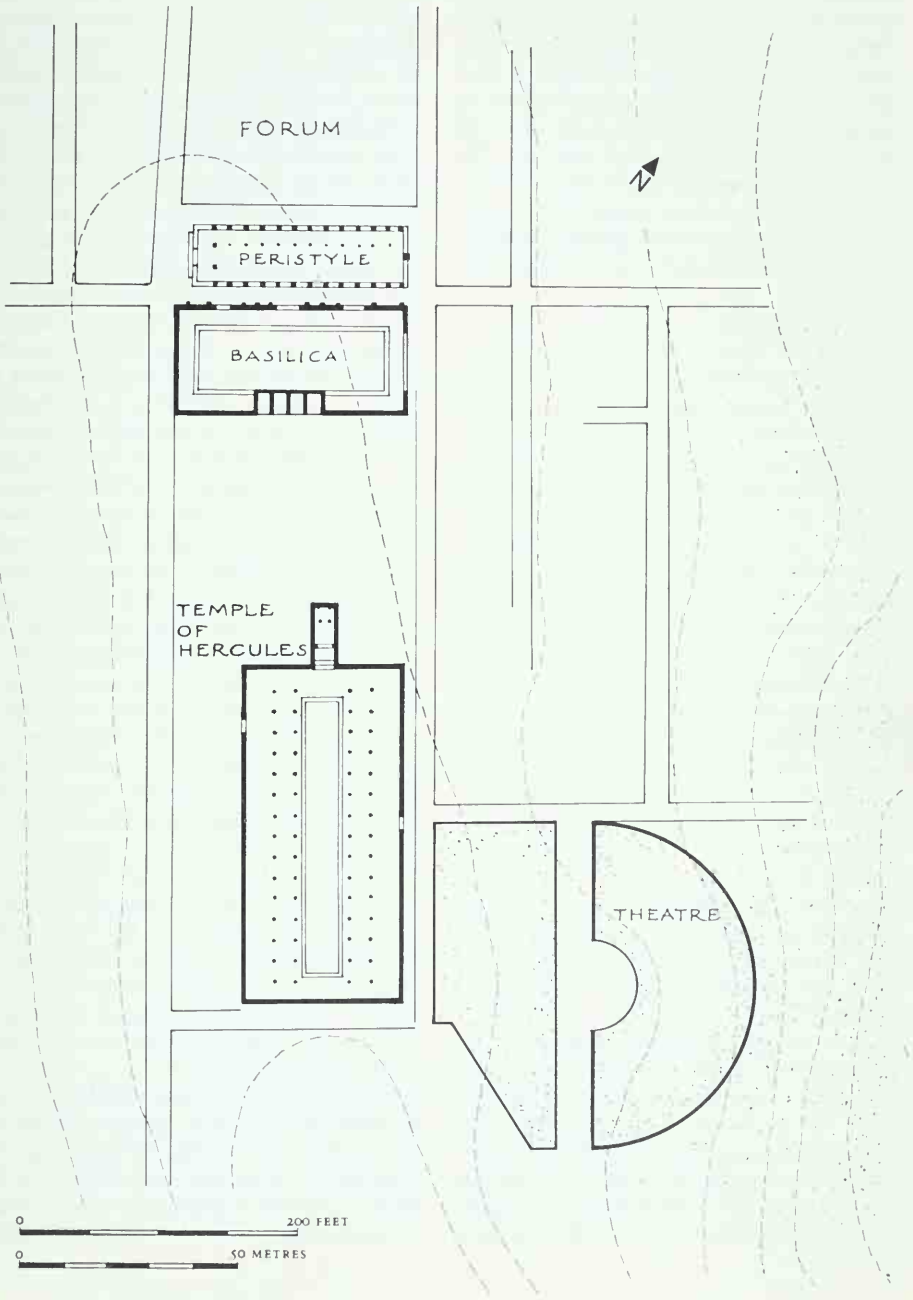 FORUM
N
PERISTYLE
BASILICA
TEMPLE
OF
HERCULES
THEATRE
0 200 FEET
0 50 METRES